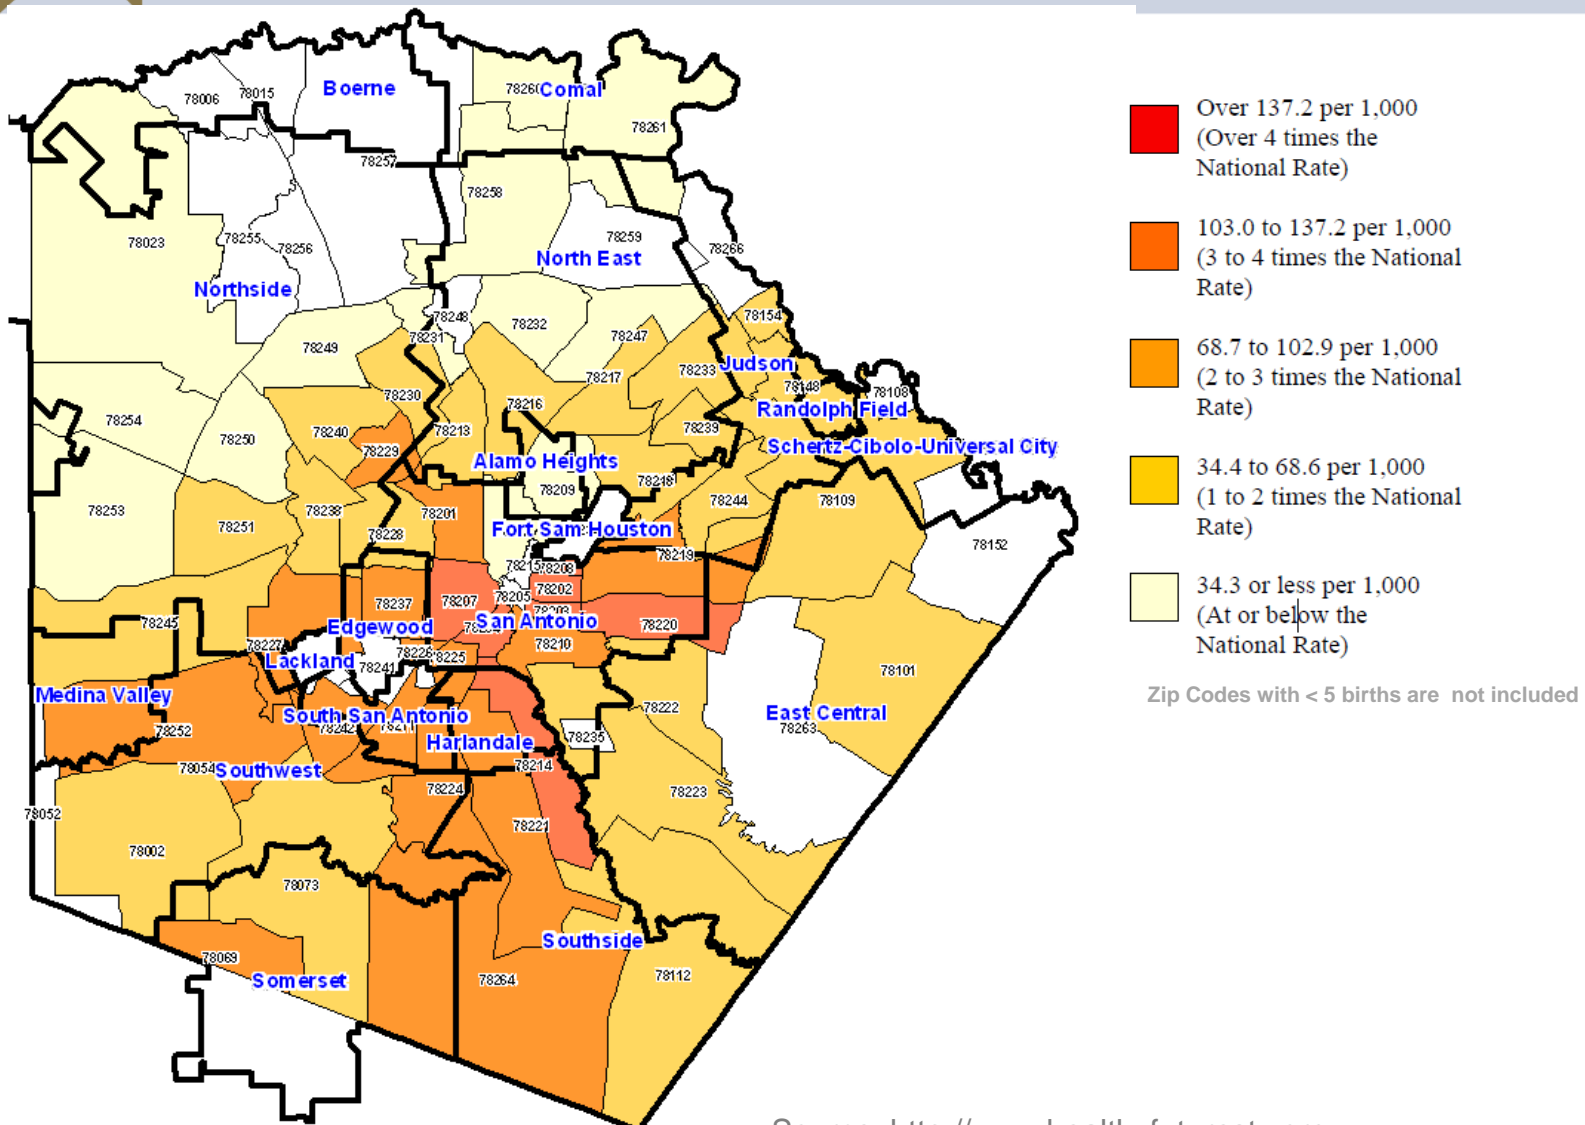 Boerne
Comal
78006
78015
78260
78261
78257
78258
78023
78255
78256
78259
78266
North East
Northside
78248
78232
78154
78231
78247
78249
78233
Judson
78217
78148
78108
78230
78216
Randolph Field
78254
78250
78240
78213
78239
78229
Schertz-Cibolo-Universal City
Alamo Heights
78209
78218
78244
78109
78253
78251
78238
78201
Fort Sam Houston
78228
78219
78152
78215
78208
78202
78237
78207
78205
78203
San Antonio
78220
78245
Edgewood
78210
78227
78226
78225
Lackland
78241
78101
Medina Valley
78222
South San Antonio
East Central
78263
78252
78242
78211
78235
Harlandale
78054
Southwest
78214
78224
78223
78052
78221
78002
78073
Southside
78069
Somerset
78264
78112
Over 137.2 per 1,000
(Over 4 times the
National Rate)
103.0 to 137.2 per 1,000
(3 to 4 times the National
Rate)
68.7 to 102.9 per 1,000
(2 to 3 times the National
Rate)
34.4 to 68.6 per 1,000
(1 to 2 times the National
Rate)
34.3 or less per 1,000
(At or below the
National Rate)
Zip Codes with < 5 births are not included